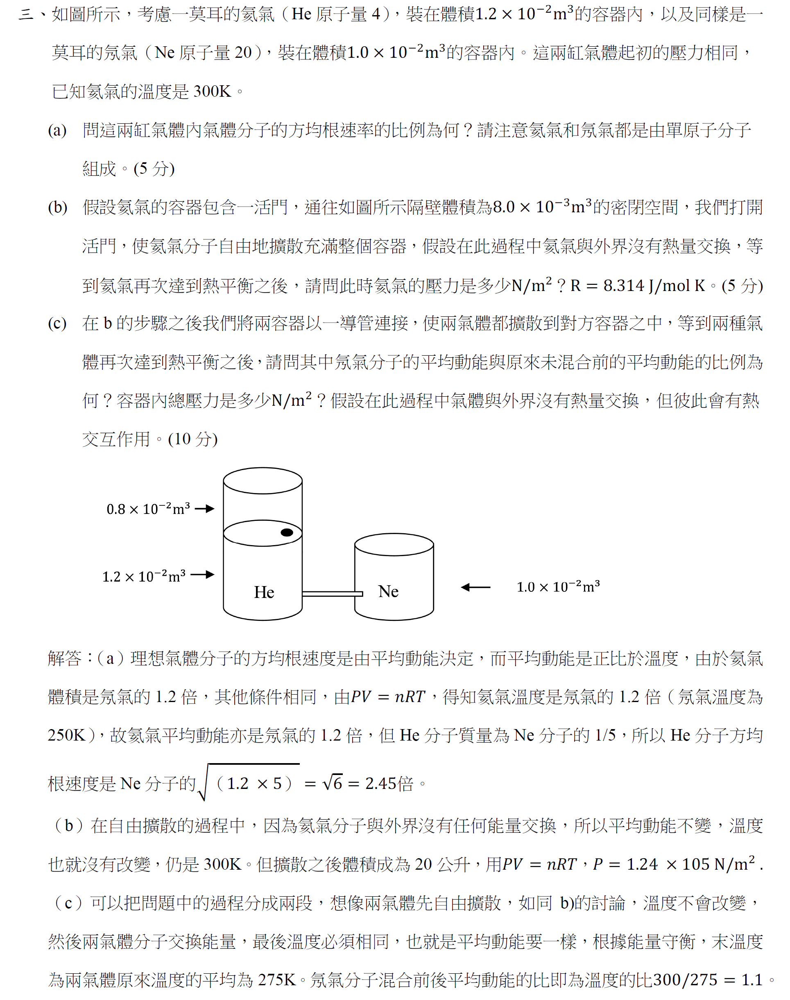 三、如圖所示，考慮一莫耳的氦氣（He 原子量 4），裝在體積1.2 × 10⁻²m³的容器內，以及同樣是一
莫耳的氖氣（Ne 原子量 20），裝在體積1.0 × 10⁻²m³的容器內。這兩缸氣體起初的壓力相同，
已知氦氣的溫度是 300K。
(a) 問這兩缸氣體內氣體分子的方均根速率的比例為何？請注意氦氣和氖氣都是由單原子分子
組成。(5 分)
(b) 假設氦氣的容器包含一活門，通往如圖所示隔壁體積為8.0 × 10⁻³m³的密閉空間，我們打開
活門，使氦氣分子自由地擴散充滿整個容器，假設在此過程中氦氣與外界沒有熱量交換，等
到氦氣再次達到熱平衡之後，請問此時氦氣的壓力是多少N/m²？R = 8.314 J/mol K。(5 分)
(c) 在 b 的步驟之後我們將兩容器以一導管連接，使兩氣體都擴散到對方容器之中，等到兩種氣
體再次達到熱平衡之後，請問其中氖氣分子的平均動能與原來未混合前的平均動能的比例為
何？容器內總壓力是多少N/m²？假設在此過程中氣體與外界沒有熱量交換，但彼此會有熱
交互作用。(10 分)
0.8 × 10⁻²m³
1.2 × 10⁻²m³
He
Ne
1.0 × 10⁻²m³
解答：（a）理想氣體分子的方均根速度是由平均動能決定，而平均動能是正比於溫度，由於氦氣
體積是氖氣的 1.2 倍，其他條件相同，由PV = nRT，得知氦氣溫度是氖氣的 1.2 倍（氖氣溫度為
250K），故氦氣平均動能亦是氖氣的 1.2 倍，但 He 分子質量為 Ne 分子的 1/5，所以 He 分子方均
根速度是 Ne 分子的√（1.2 × 5） = √6 = 2.45倍。
（b）在自由擴散的過程中，因為氦氣分子與外界沒有任何能量交換，所以平均動能不變，溫度
也就沒有改變，仍是 300K。但擴散之後體積成為 20 公升，用PV = nRT，P = 1.24 × 105 N/m² .
（c）可以把問題中的過程分成兩段，想像兩氣體先自由擴散，如同 b)的討論，溫度不會改變，
然後兩氣體分子交換能量，最後溫度必須相同，也就是平均動能要一樣，根據能量守衡，末溫度
為兩氣體原來溫度的平均為 275K。氖氣分子混合前後平均動能的比即為溫度的比300/275 = 1.1。